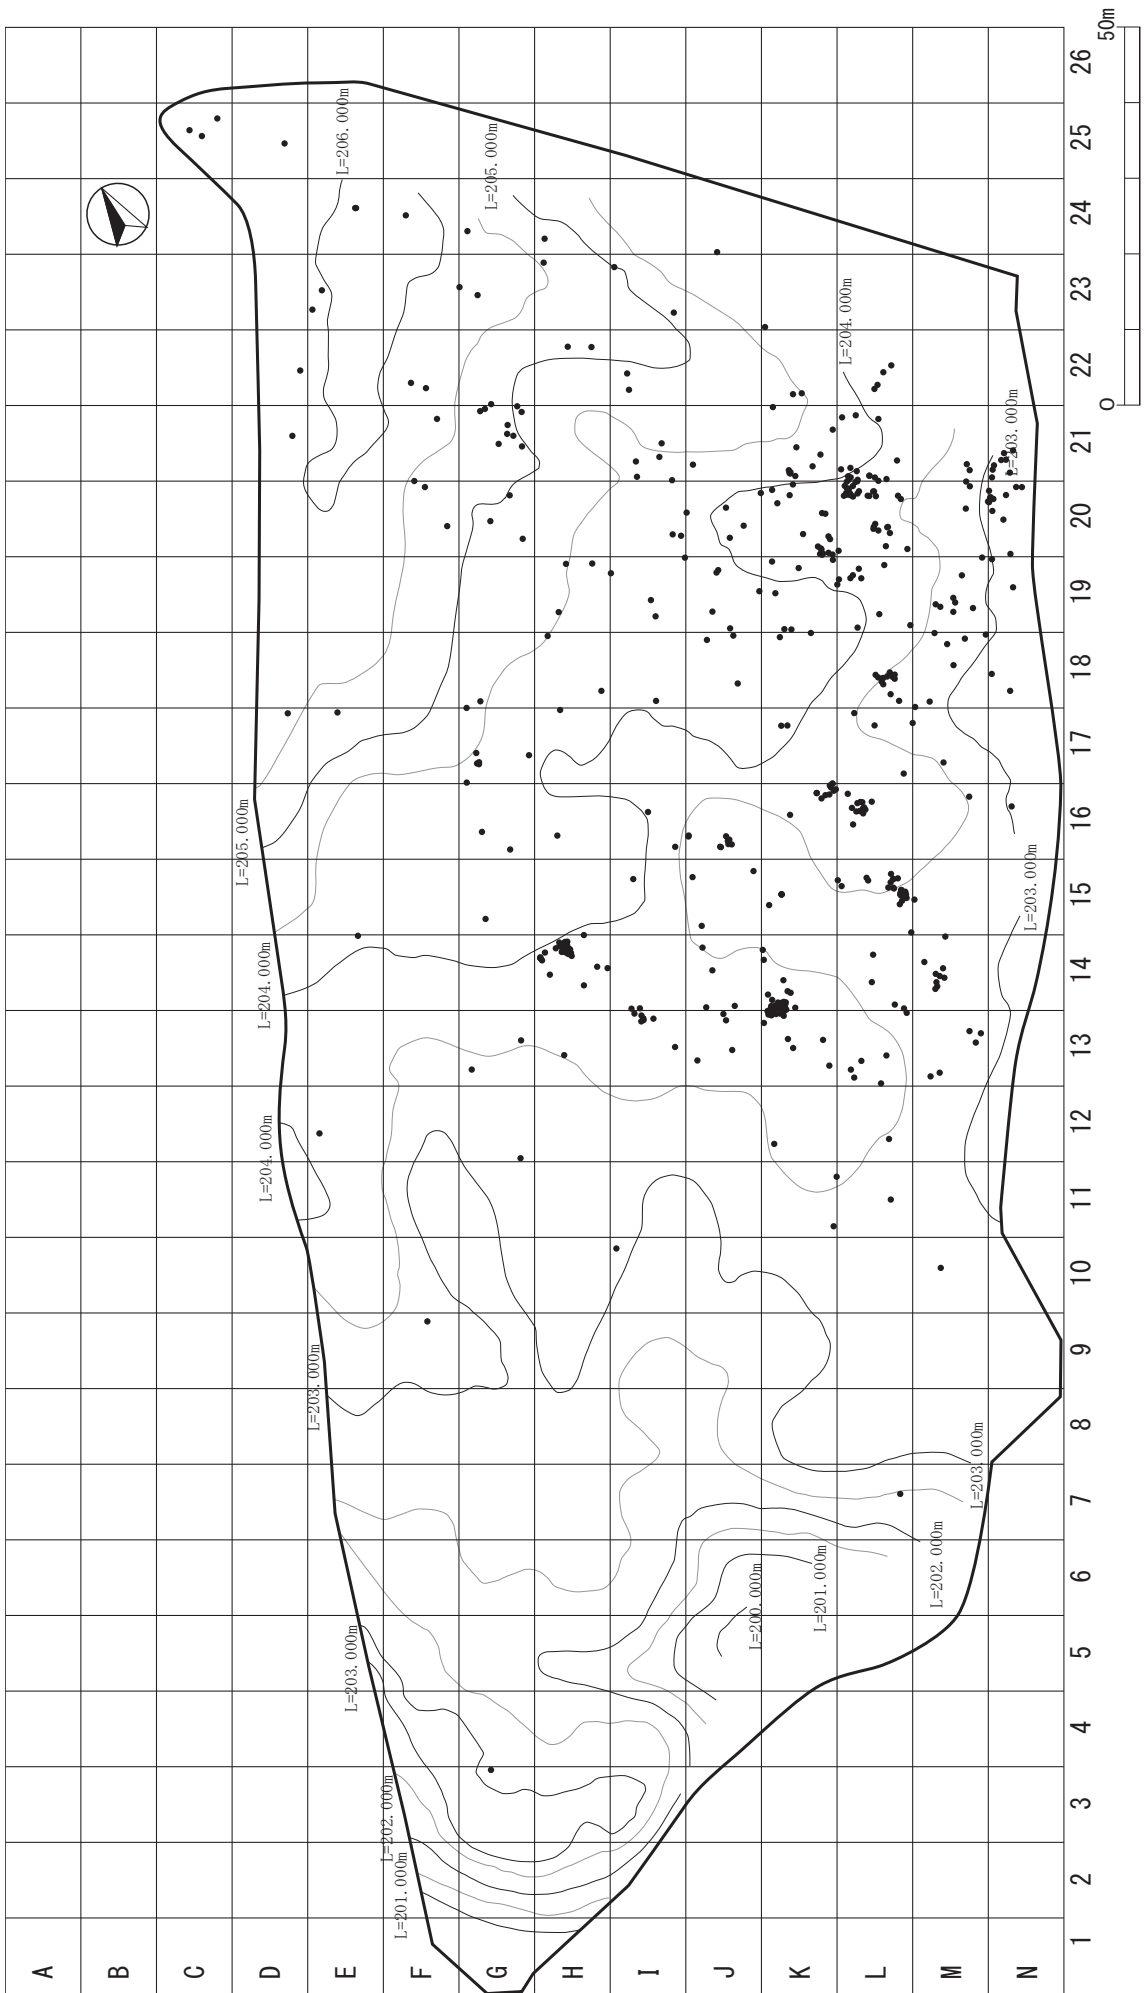 50m
0
26
25
24
23
22
21
20
19
18
17
16
15
14
13
12
11
10
9
8
7
6
5
4
3
2
1
A
B
C
D
E
F
G
H
I
J
K
L
M
N
L=206.000m
L=205.000m
L=204.000m
L=203.000m
L=205.000m
L=204.000m
L=203.000m
L=204.000m
L=203.000m
L=203.000m
L=202.000m
L=201.000m
L=200.000m
L=203.000m
L=202.000m
L=201.000m